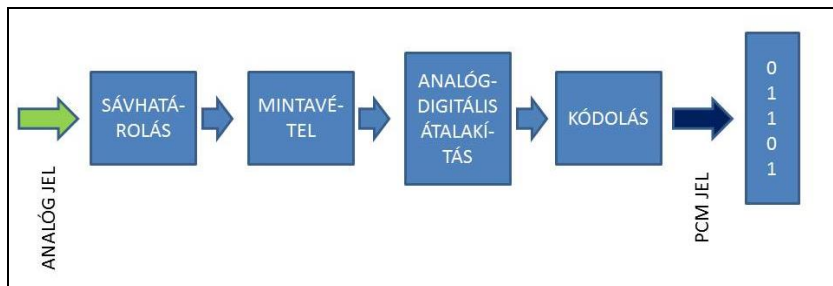 ANALÓG JEL
SÁVHATÁ-
ROLÁS
MINTAVÉ-
TEL
ANALÓG-
DIGITÁLIS
ÁTALAKÍ-
TÁS
KÓDOLÁS
PCM JEL
0
1
1
0
1